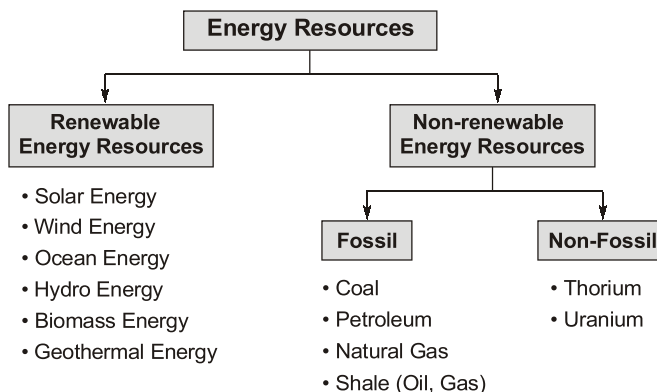 Energy Resources
Renewable
Energy Resources
Non-renewable
Energy Resources
• Solar Energy
• Wind Energy
• Ocean Energy
• Hydro Energy
• Biomass Energy
• Geothermal Energy
Fossil
• Coal
• Petroleum
• Natural Gas
• Shale (Oil, Gas)
Non-Fossil
• Thorium
• Uranium